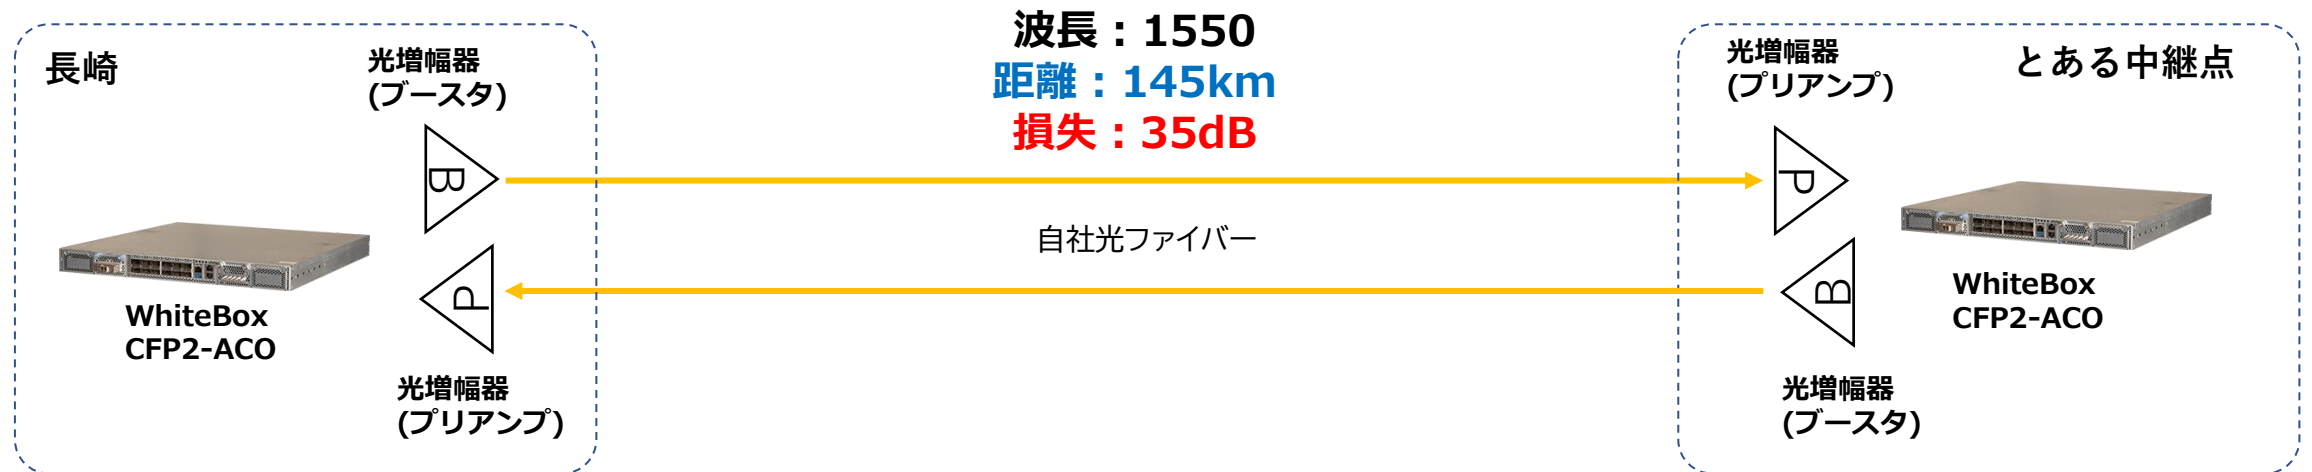 長崎
光増幅器
(ブースタ)
B
P
WhiteBox
CFP2-ACO
光増幅器
(プリアンプ)
波長：1550
距離：145km
損失：35dB
自社光ファイバー
光増幅器
(プリアンプ)
とある中継点
P
B
WhiteBox
CFP2-ACO
光増幅器
(ブースタ)